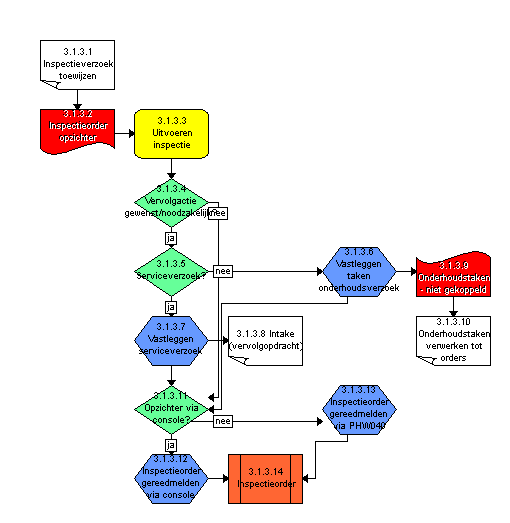 3.1.3.1
Inspectieverzoek
toewijzen
3.1.3.2
Inspectieorder
opzichter
3.1.3.3
Uitvoeren
inspectie
3.1.3.4
Vervolgactie
gewenst/noodzakelijk?
nee
ja
3.1.3.5
Serviceverzoek?
nee
3.1.3.6
Vastleggen
taken
onderhoudsverzoek
3.1.3.9
Onderhoudstaken
- niet gekoppeld
ja
3.1.3.7
Vastleggen
serviceverzoek
3.1.3.8 Intake
(vervolgopdracht)
3.1.3.10
Onderhoudstaken
verwerken tot
orders
3.1.3.11
Opzichter via
console?
nee
3.1.3.13
Inspectieorder
gereedmelden
via PHW040
ja
3.1.3.12
Inspectieorder
gereedmelden
via console
3.1.3.14
Inspectieorder